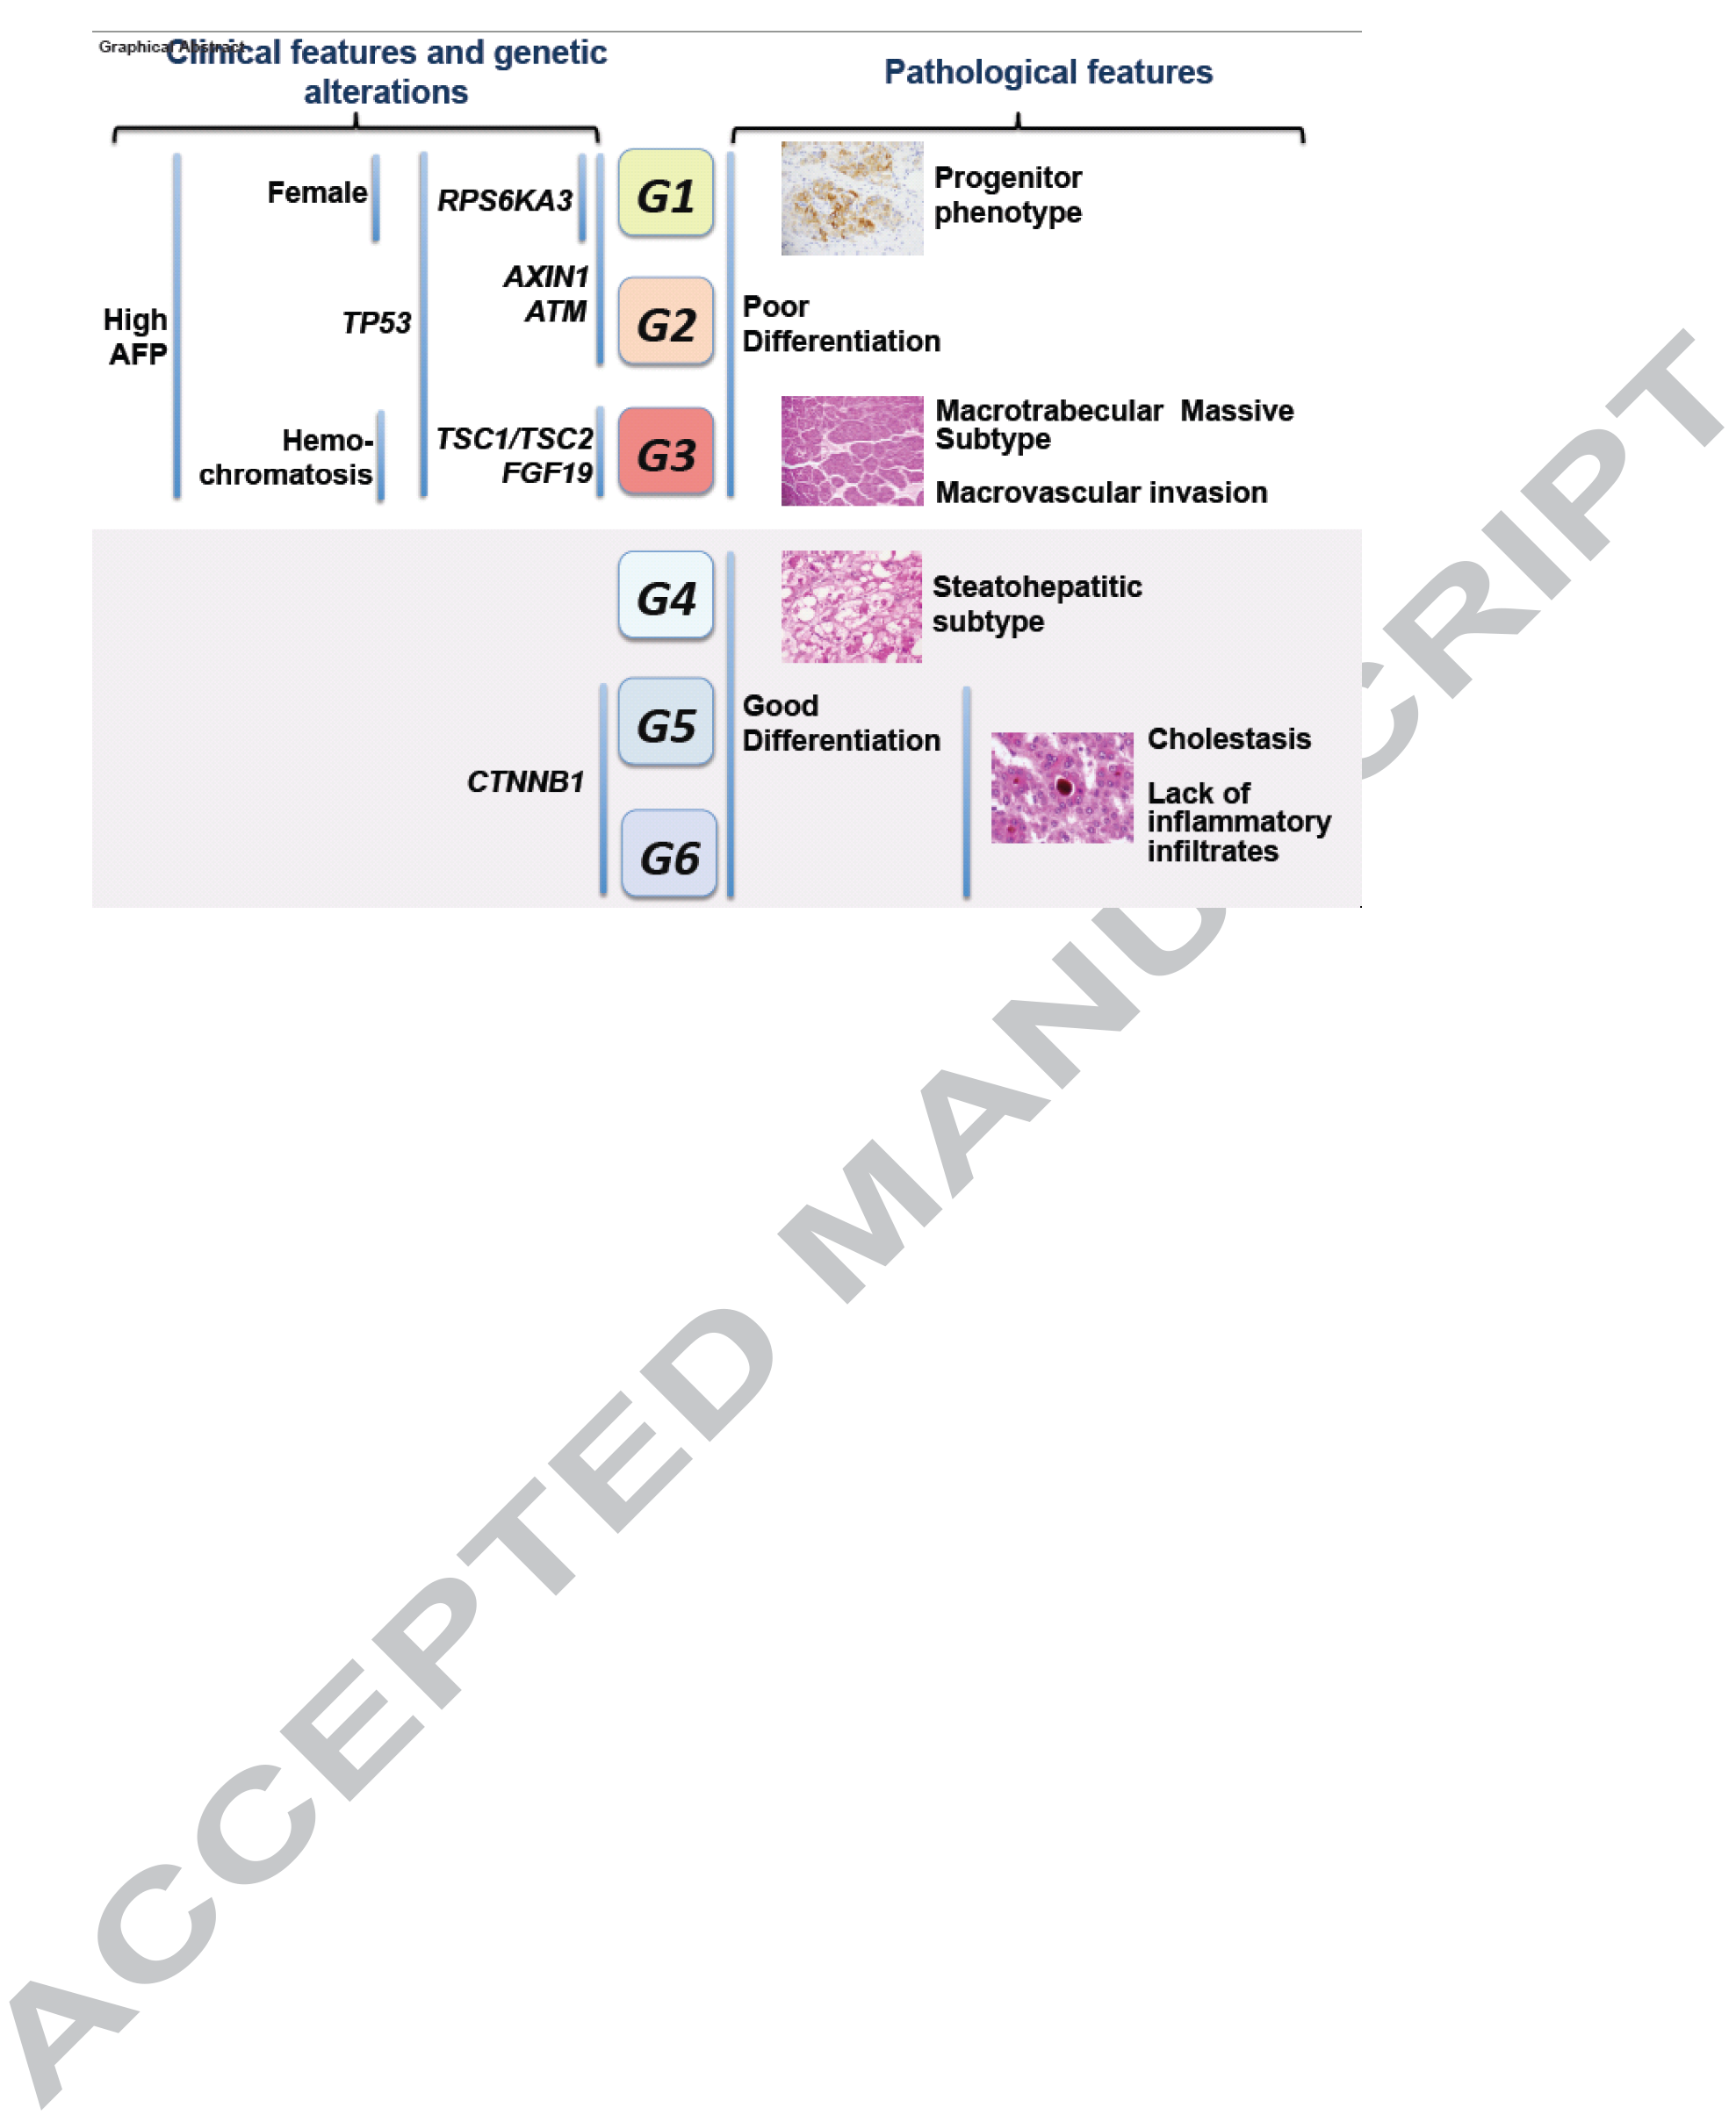 Graphical Abstract
Clinical features and genetic
alterations
Pathological features
Female
RPS6KA3
G1
Progenitor
phenotype
AXIN1
ATM
High
AFP
TP53
G2
Poor
Differentiation
Hemo-
chromatosis
TSC1/TSC2
FGF19
G3
Macrotrabecular Massive
Subtype
Macrovascular invasion
G4
Steatohepatitic
subtype
G5
Good
Differentiation
CTNNB1
G6
Cholestasis
Lack of
inflammatory
infiltrates
ACCEPTED MANUSCRIPT